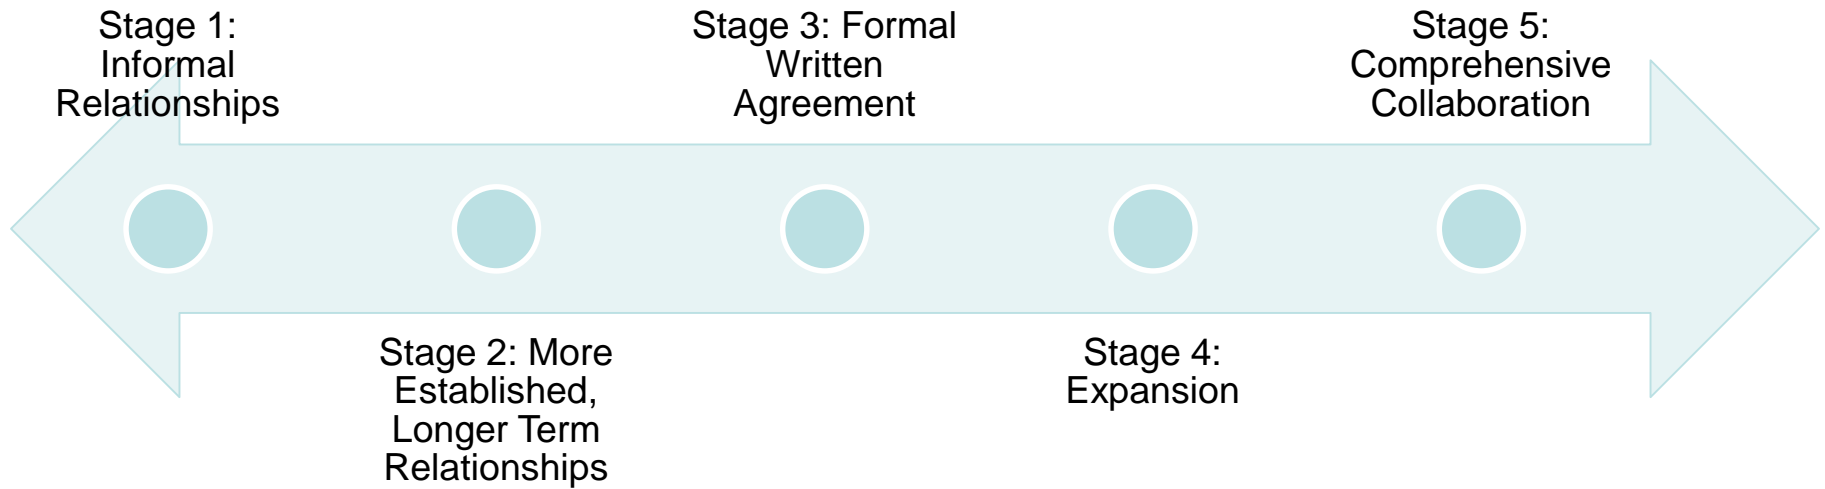 Stage 1:
Informal
Relationships
Stage 2: More
Established,
Longer Term
Relationships
Stage 3: Formal
Written
Agreement
Stage 4:
Expansion
Stage 5:
Comprehensive
Collaboration